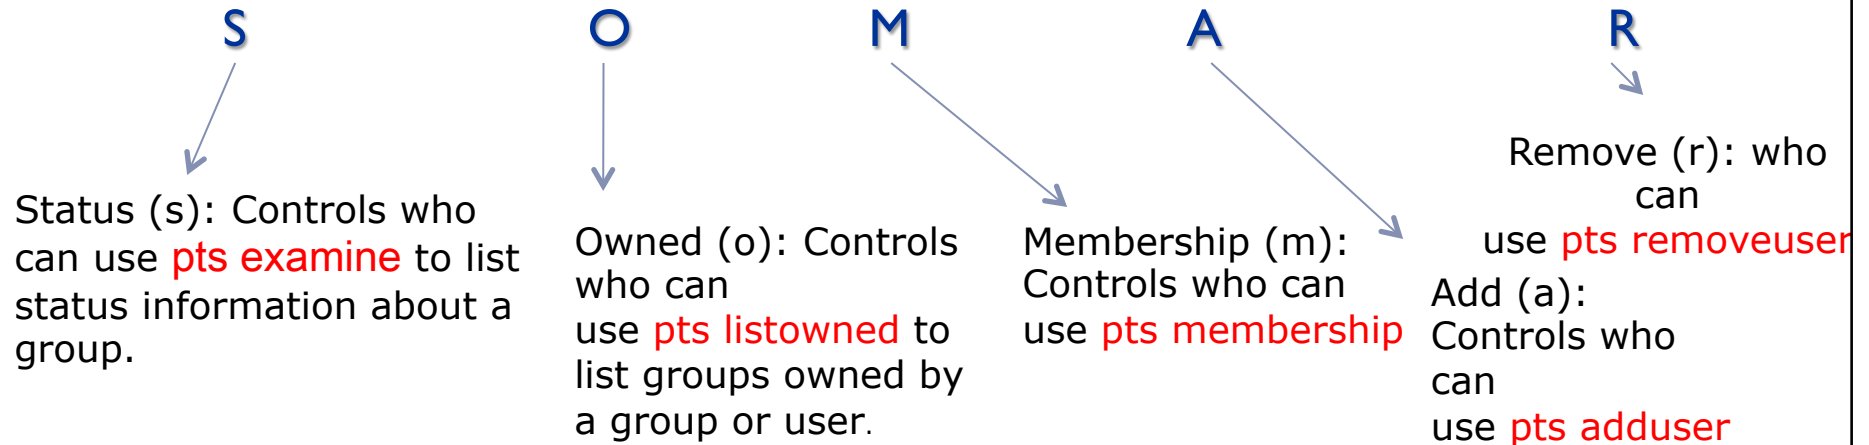 S O M A R
Status (s): Controls who
can use pts examine to list
status information about a
group.
Owned (o): Controls
who can
use pts listowned to
list groups owned by
a group or user.
Membership (m):
Controls who can
use pts membership
Add (a):
Controls who
can
use pts adduser
Remove (r): who
can
use pts removeuser